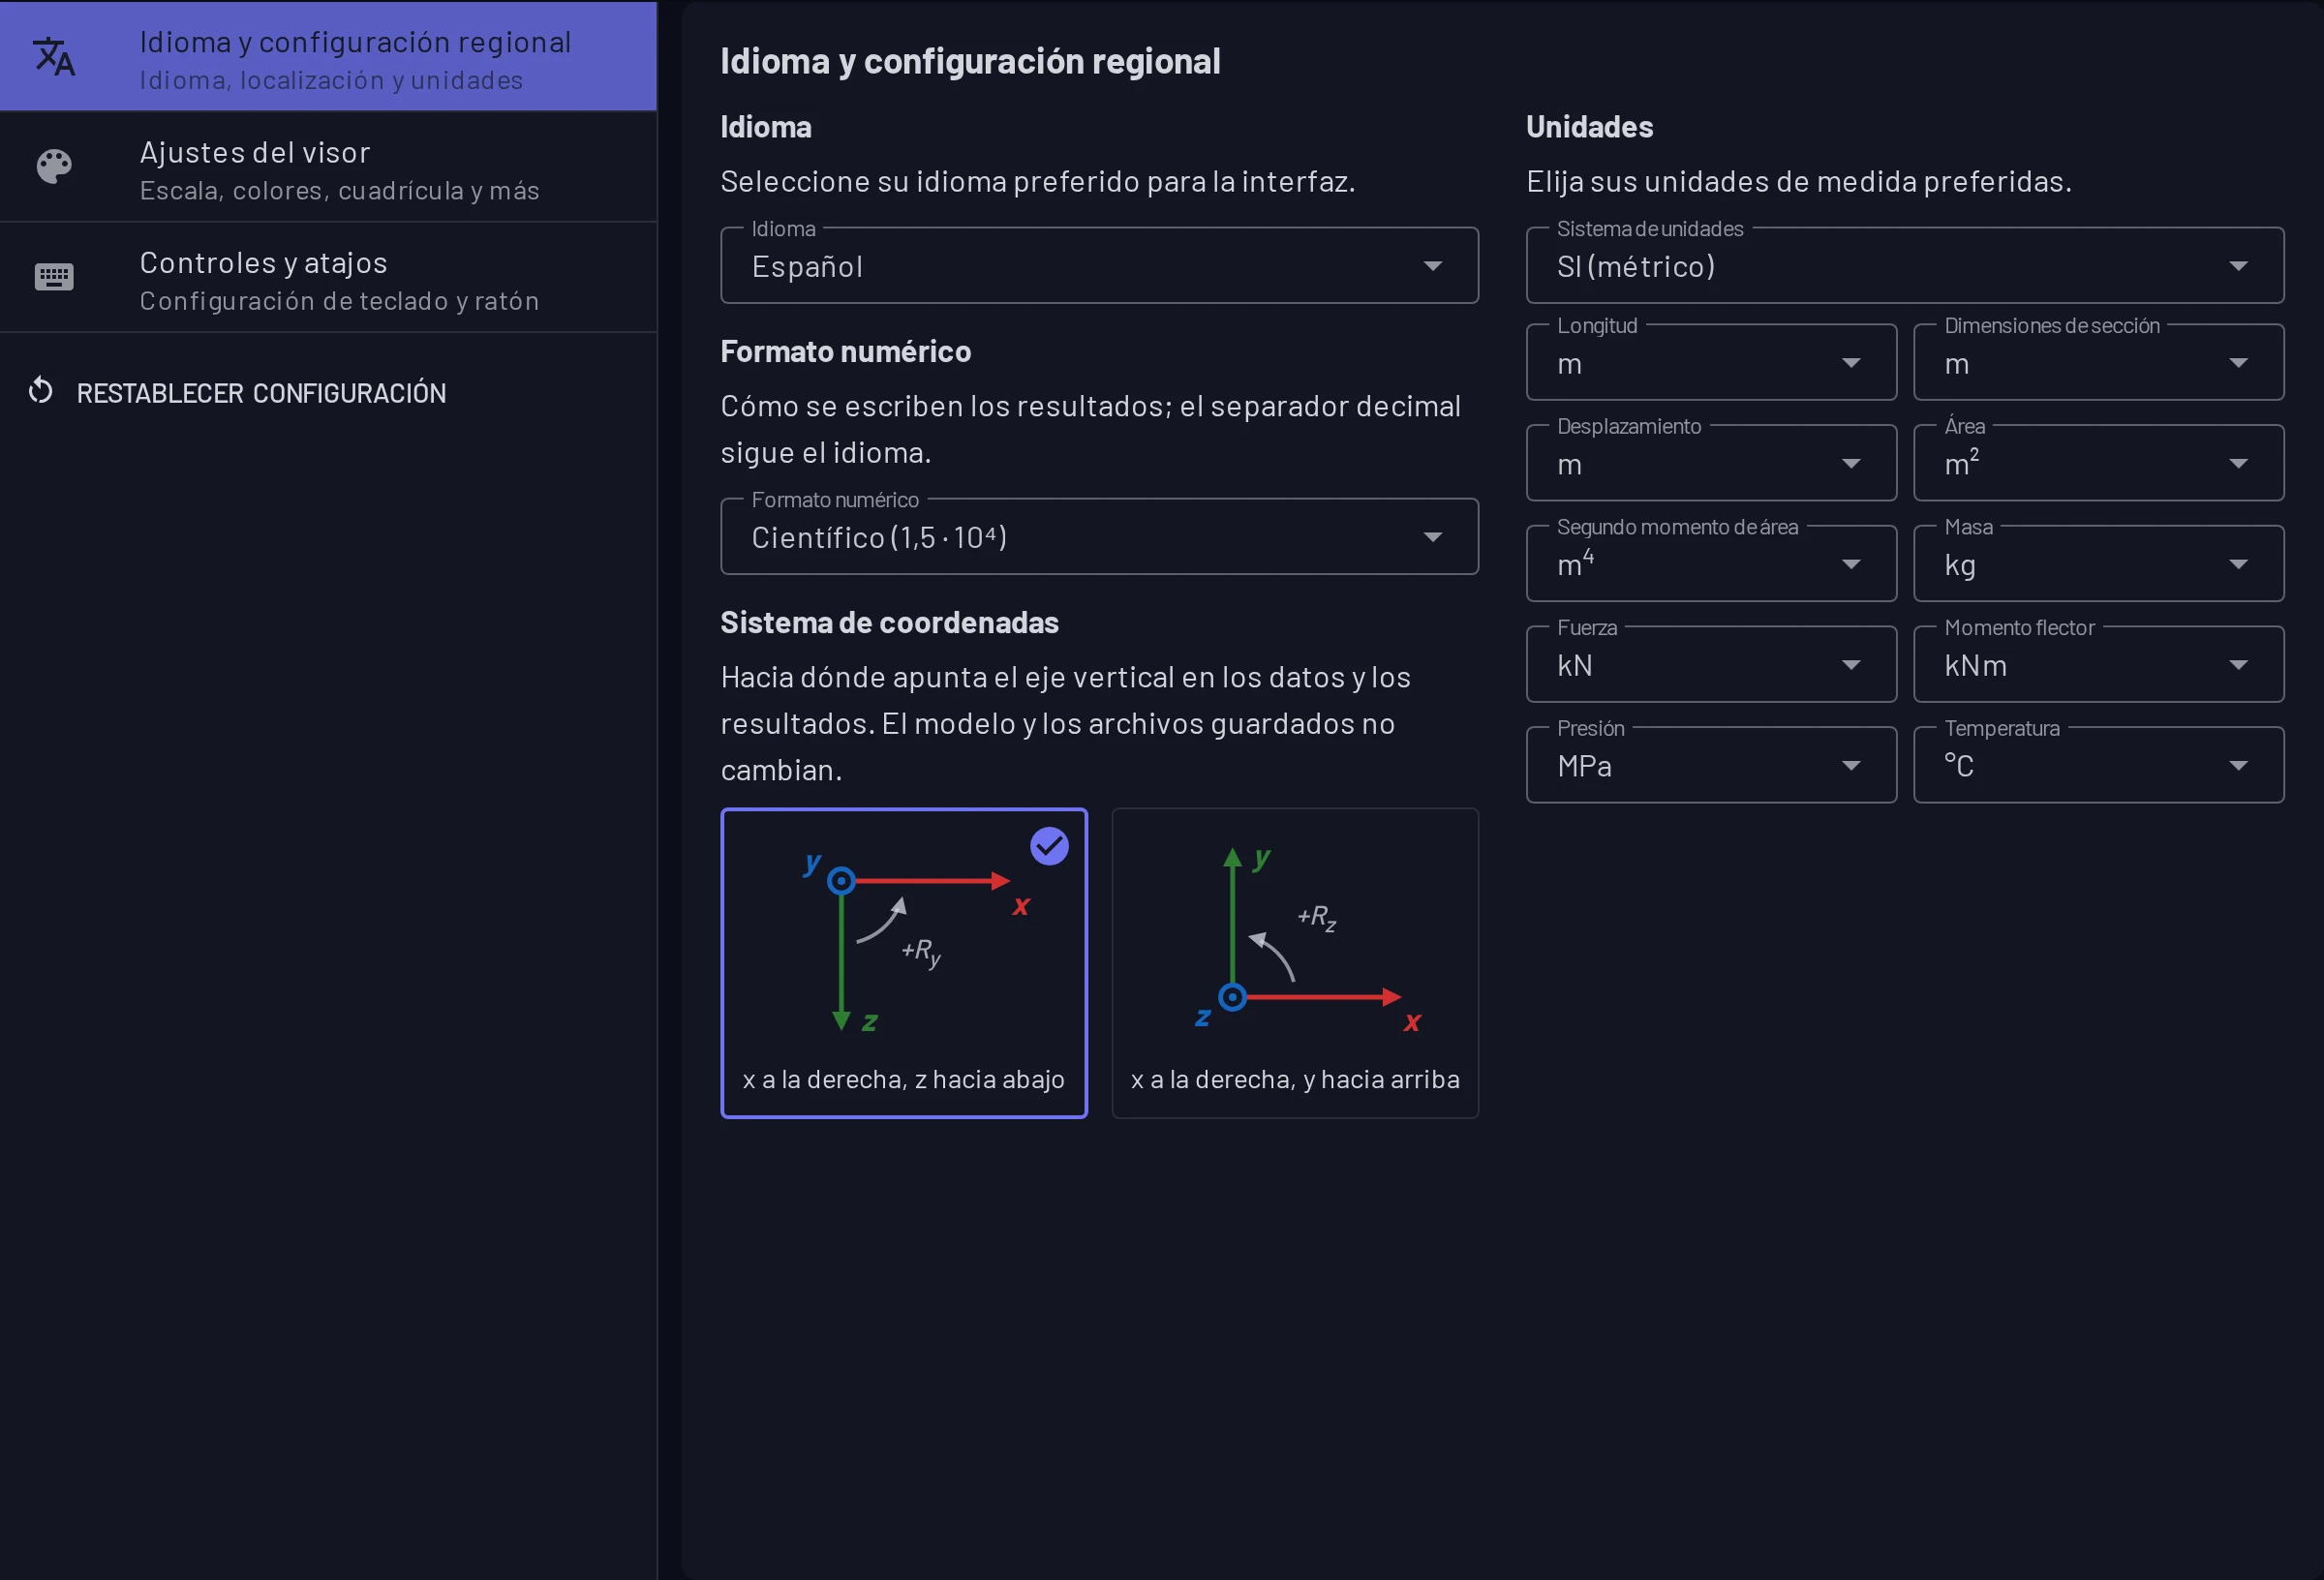 Idioma y configuración regional
Idioma, localización y unidades
Ajustes del visor
Escala, colores, cuadrícula y más
Controles y atajos
Configuración de teclado y ratón
RESTABLECER CONFIGURACIÓN
Idioma y configuración regional
Idioma
Seleccione su idioma preferido para la interfaz.
Idioma
Español
Formato numérico
Cómo se escriben los resultados; el separador decimal
sigue el idioma.
Formato numérico
Científico (1,5 · 10⁴)
Sistema de coordenadas
Hacia dónde apunta el eje vertical en los datos y los
resultados. El modelo y los archivos guardados no
cambian.
y
x
+R_y
z
x a la derecha, z hacia abajo
y
+R_z
z
x
x a la derecha, y hacia arriba
Unidades
Elija sus unidades de medida preferidas.
Sistema de unidades
SI (métrico)
Longitud
m
Dimensiones de sección
m
Desplazamiento
m
Área
m²
Segundo momento de área
m⁴
Masa
kg
Fuerza
kN
Momento flector
kNm
Presión
MPa
Temperatura
°C